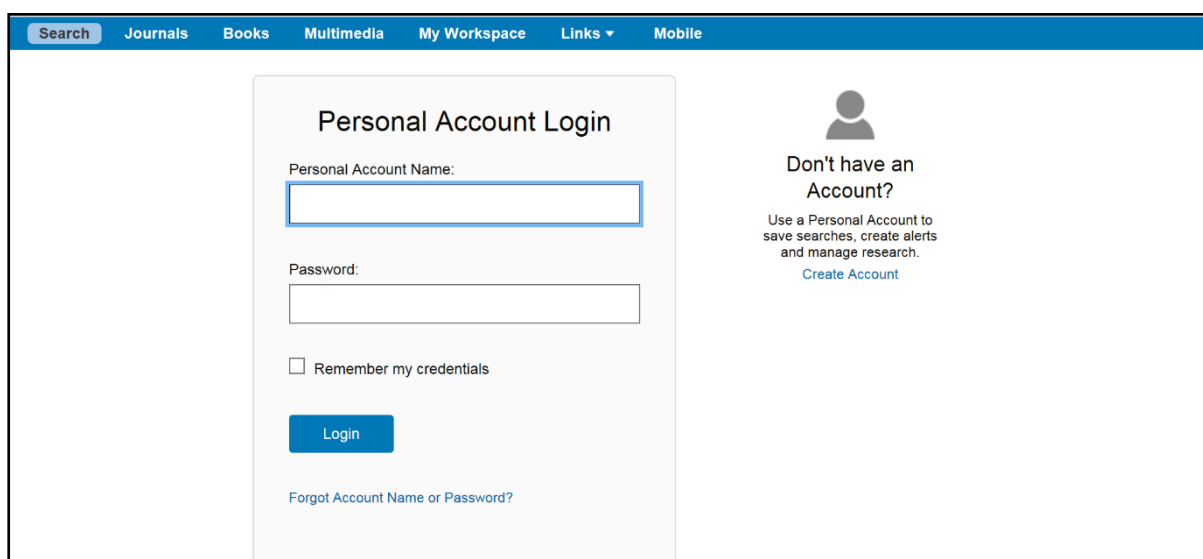 Search Journals Books Multimedia My Workspace Links ▾ Mobile
Personal Account Login
Personal Account Name:
Password:
Remember my credentials
Login
Forgot Account Name or Password?
Don't have an
Account?
Use a Personal Account to
save searches, create alerts
and manage research.
Create Account